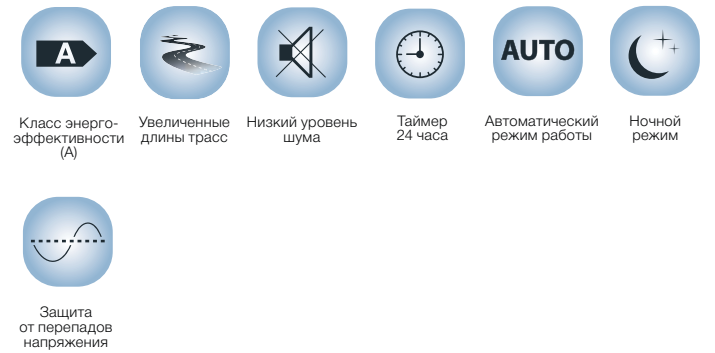 A
AUTO
Класс энерго-
эффективности
(А)
Увеличенные
длины трасс
Низкий уровень
шума
Таймер
24 часа
Автоматический
режим работы
Ночной
режим
Защита
от перепадов
напряжения